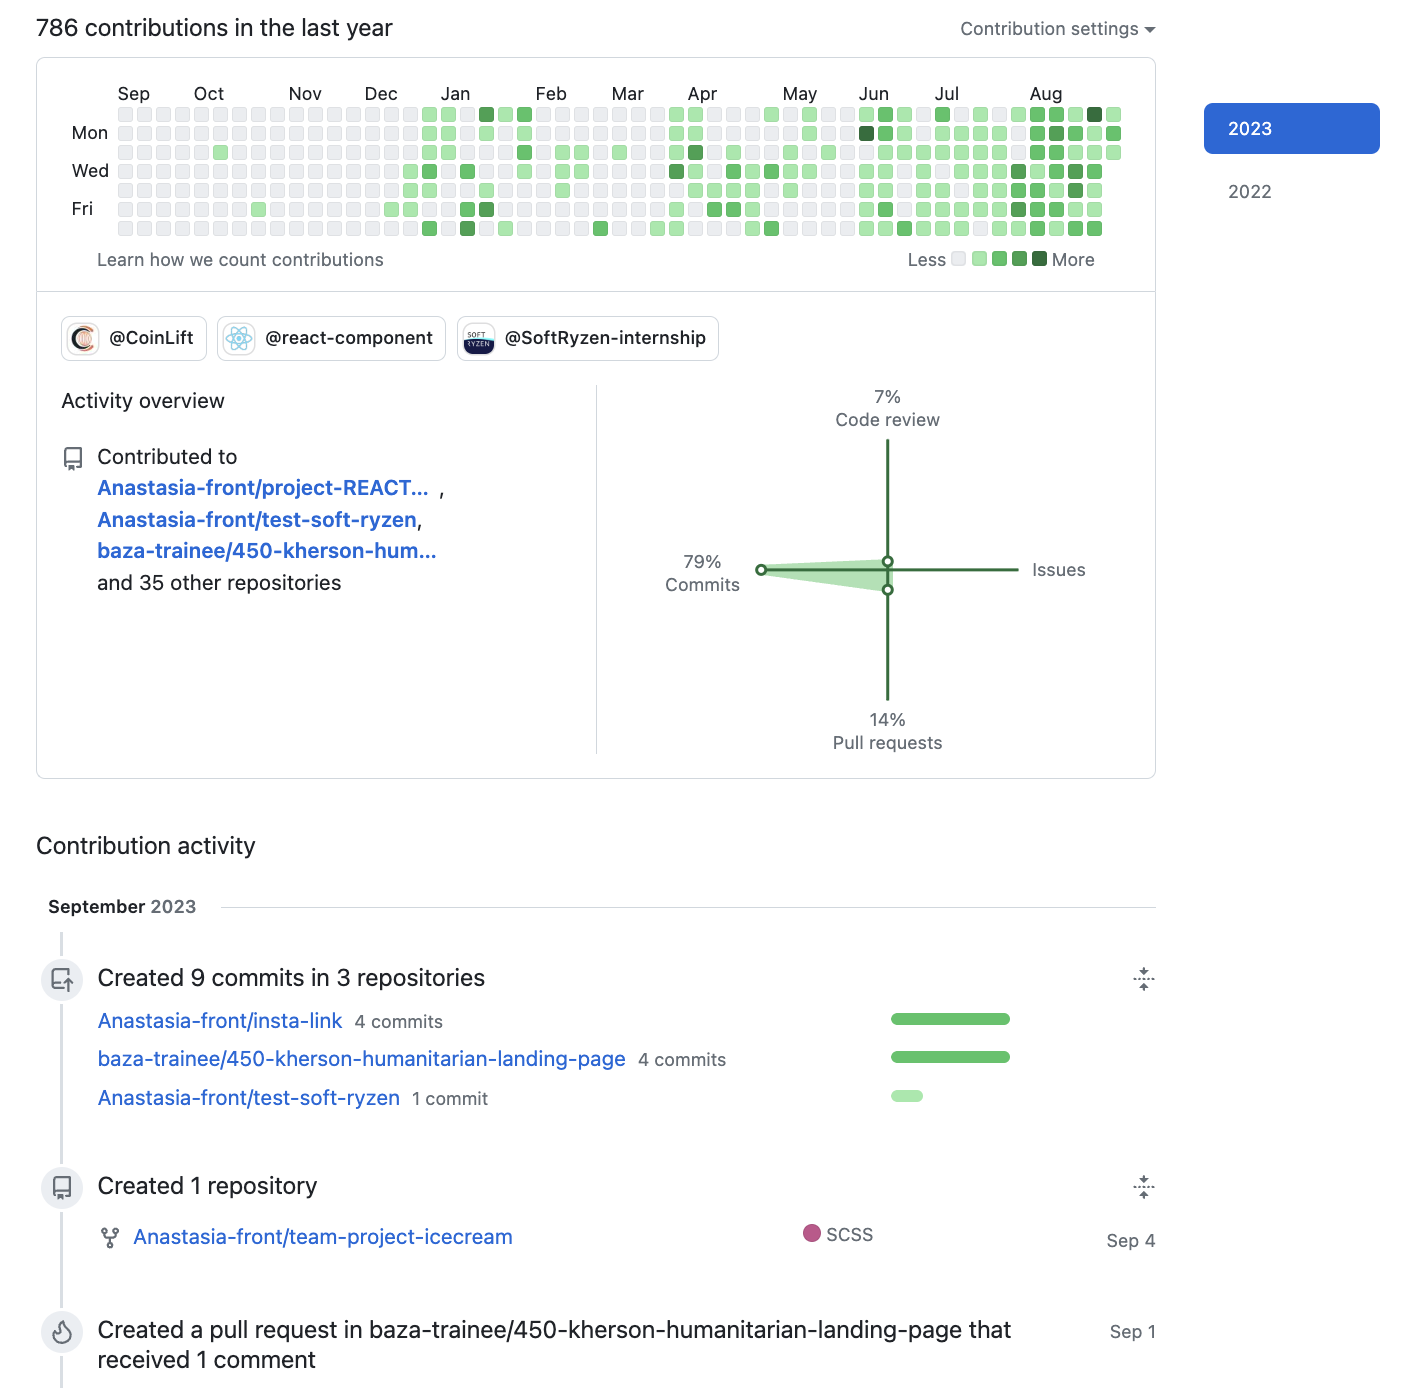 786 contributions in the last year
Contribution settings
Sep Oct Nov Dec Jan Feb Mar Apr May Jun Jul Aug
Mon
Wed
Fri
Learn how we count contributions
Less More
2023
2022
@CoinLift
@react-component
SOFT
RYZEN
@SoftRyzen-internship
Activity overview
Contributed to
Anastasia-front/project-REACT... ,
Anastasia-front/test-soft-ryzen,
baza-trainee/450-kherson-hum...
and 35 other repositories
7%
Code review
79%
Commits
Issues
14%
Pull requests
Contribution activity
September 2023
Created 9 commits in 3 repositories
Anastasia-front/insta-link 4 commits
baza-trainee/450-kherson-humanitarian-landing-page 4 commits
Anastasia-front/test-soft-ryzen 1 commit
Created 1 repository
Anastasia-front/team-project-icecream SCSS Sep 4
Created a pull request in baza-trainee/450-kherson-humanitarian-landing-page that Sep 1
received 1 comment